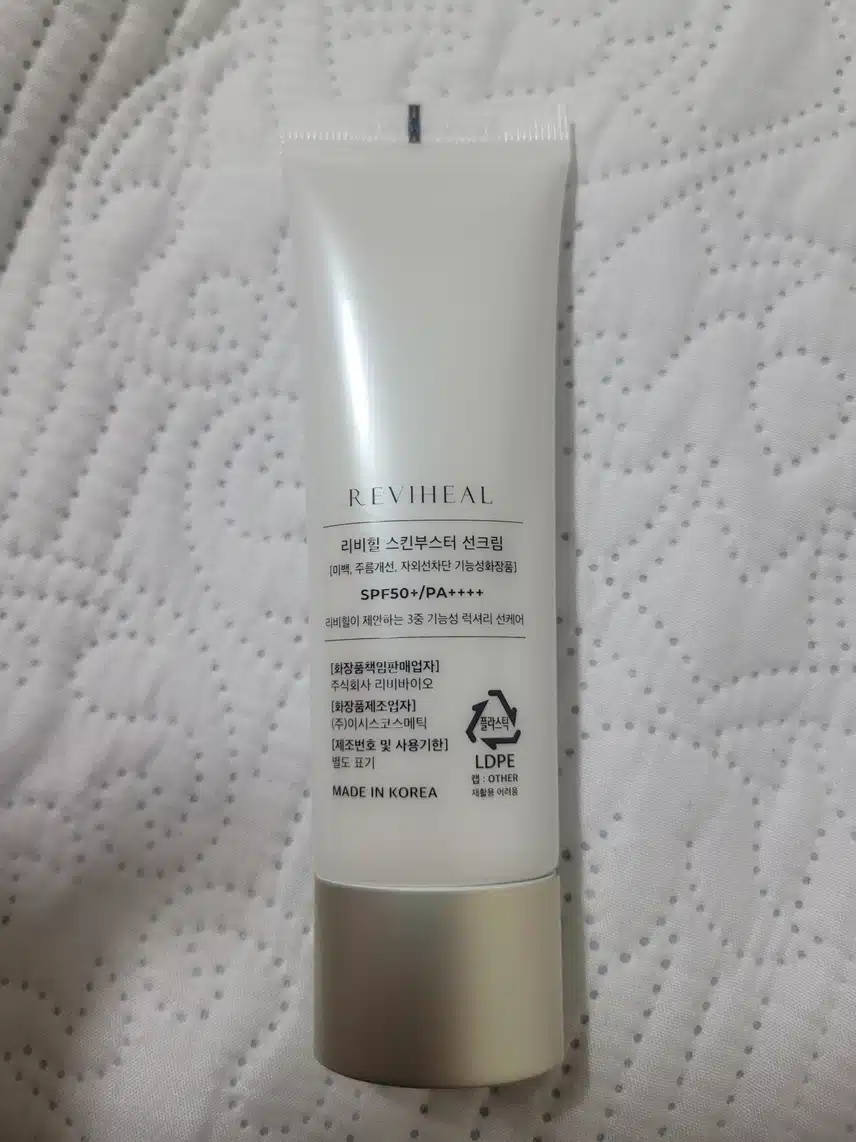 REVIHEAL
리비힐 스킨부스터 선크림
[미백, 주름개선, 자외선차단 기능성화장품]
SPF50+/PA++++
리비힐이 제안하는 3중 기능성 럭셔리 선케어
[화장품책임판매업자]
주식회사 리비바이오
[화장품제조업자]
(주)이시스코스메틱
[제조번호 및 사용기한]
별도 표기
MADE IN KOREA
플라스틱
LDPE
캡 : OTHER
재활용 어려움